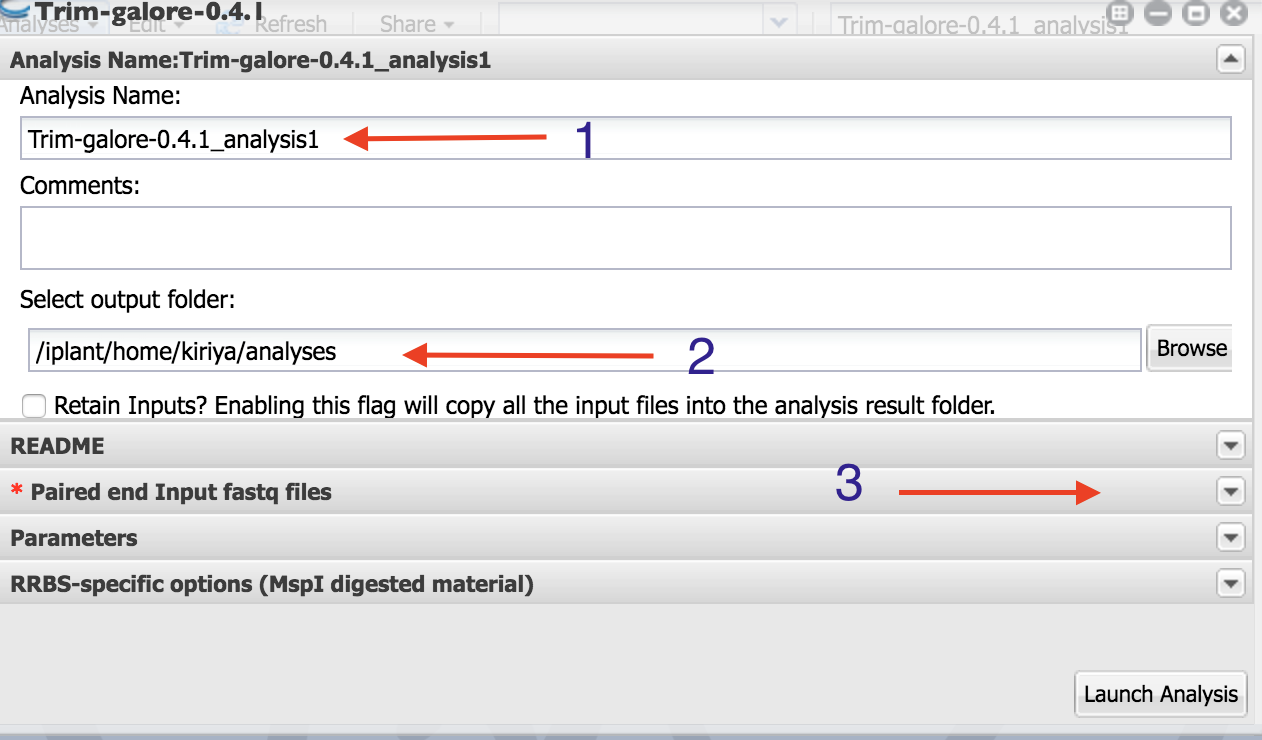 Trim-galore-0.4.1
Analyses Edit Refresh Share Trim-galore-0.4.1_analysis1
Analysis Name:Trim-galore-0.4.1_analysis1
Analysis Name:
Trim-galore-0.4.1_analysis1 1
Comments:
Select output folder:
/iplant/home/kiriya/analyses 2 Browse
Retain Inputs? Enabling this flag will copy all the input files into the analysis result folder.
README
* Paired end Input fastq files 3
Parameters
RRBS-specific options (MspI digested material)
Launch Analysis